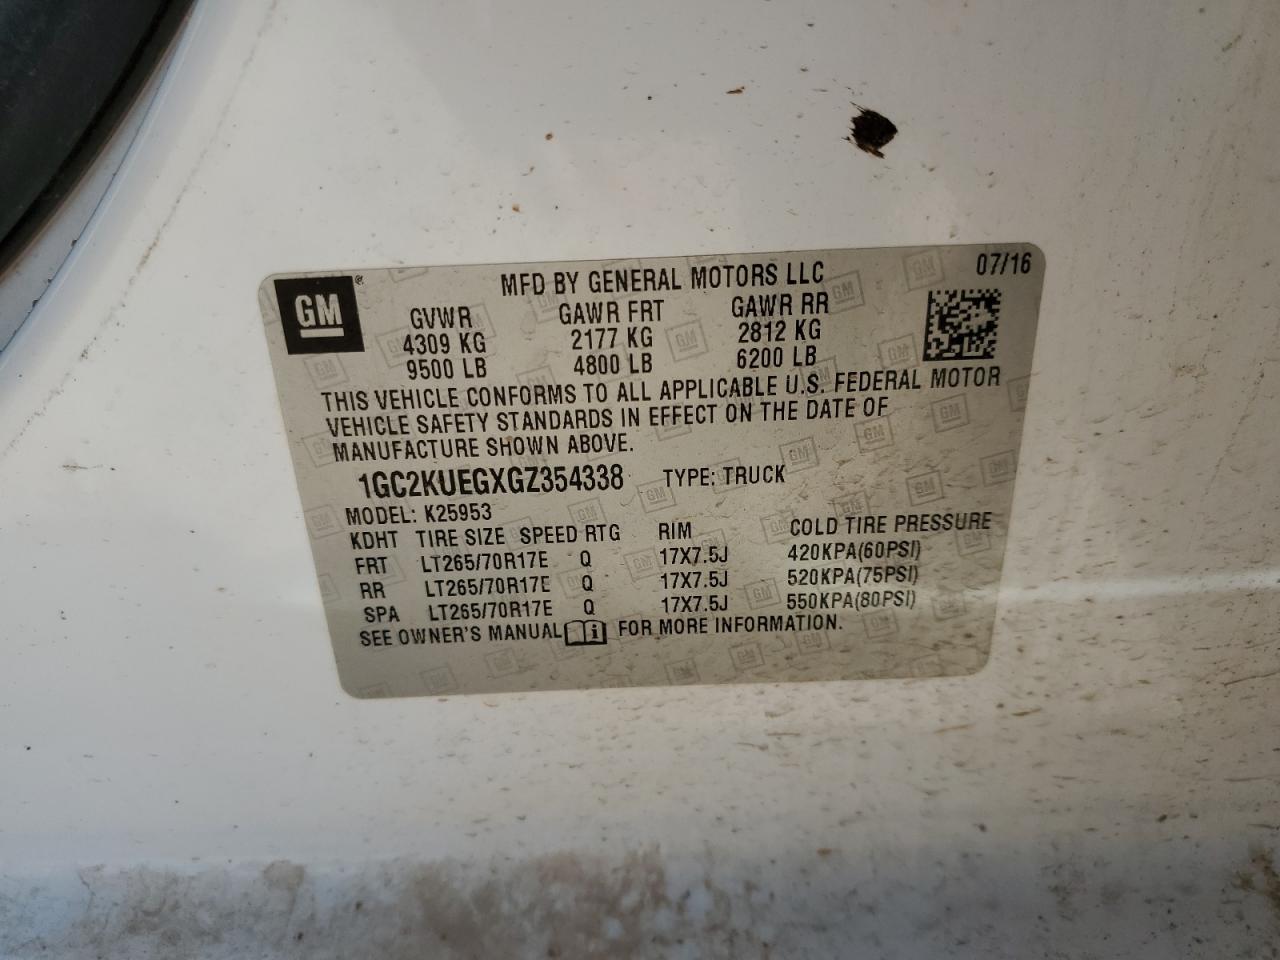 GM
MFD BY GENERAL MOTORS LLC 07/16
GVWR GAWR FRT GAWR RR
4309 KG 2177 KG 2812 KG
9500 LB 4800 LB 6200 LB
THIS VEHICLE CONFORMS TO ALL APPLICABLE U.S. FEDERAL MOTOR
VEHICLE SAFETY STANDARDS IN EFFECT ON THE DATE OF
MANUFACTURE SHOWN ABOVE.
1GC2KUEGXGZ354338 TYPE: TRUCK
MODEL: K25953
KDHT TIRE SIZE SPEED RTG RIM COLD TIRE PRESSURE
FRT LT265/70R17E Q 17X7.5J 420KPA(60PSI)
RR LT265/70R17E Q 17X7.5J 520KPA(75PSI)
SPA LT265/70R17E Q 17X7.5J 550KPA(80PSI)
SEE OWNER'S MANUAL FOR MORE INFORMATION.